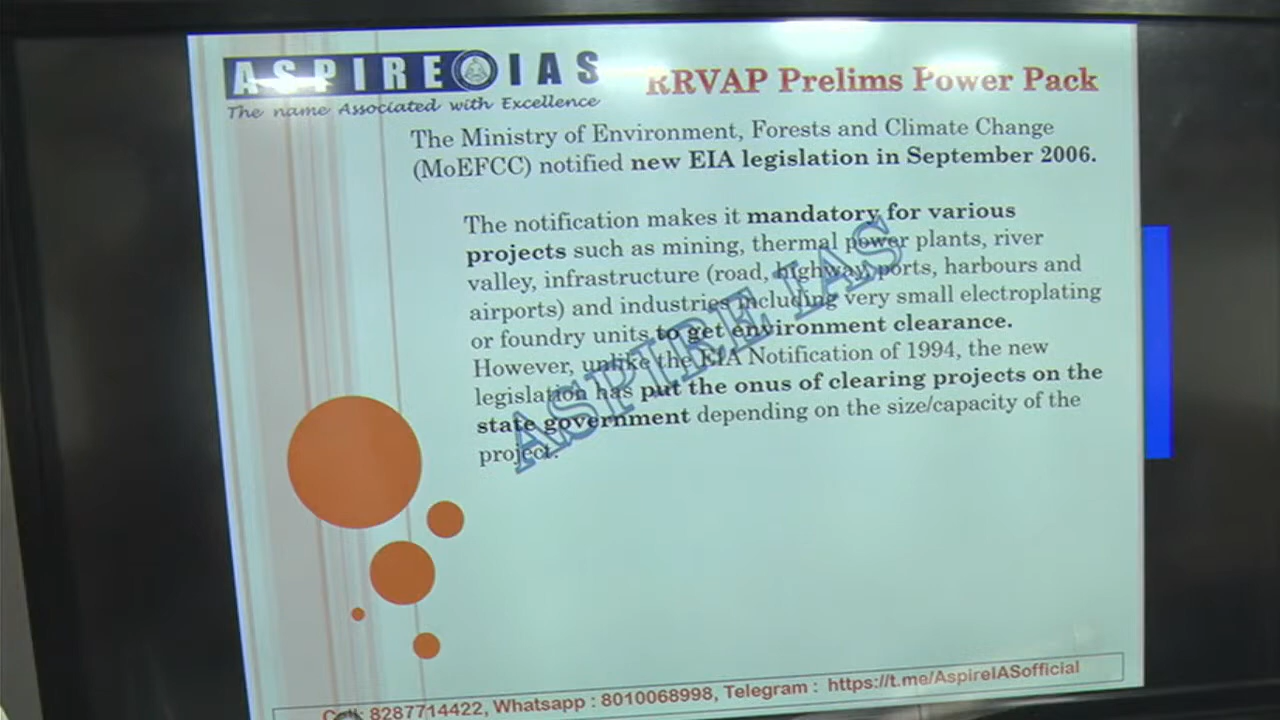 ASPIRE IAS
The name Associated with Excellence
RRVAP Prelims Power Pack
The Ministry of Environment, Forests and Climate Change
(MoEFCC) notified new EIA legislation in September 2006.
The notification makes it mandatory for various
projects such as mining, thermal power plants, river
valley, infrastructure (road, highway, ports, harbours and
airports) and industries including very small electroplating
or foundry units to get environment clearance.
However, unlike the EIA Notification of 1994, the new
legislation has put the onus of clearing projects on the
state government depending on the size/capacity of the
project.
ASPIRE IAS
Call: 8287714422, Whatsapp : 8010068998, Telegram : https://t.me/AspireIASofficial